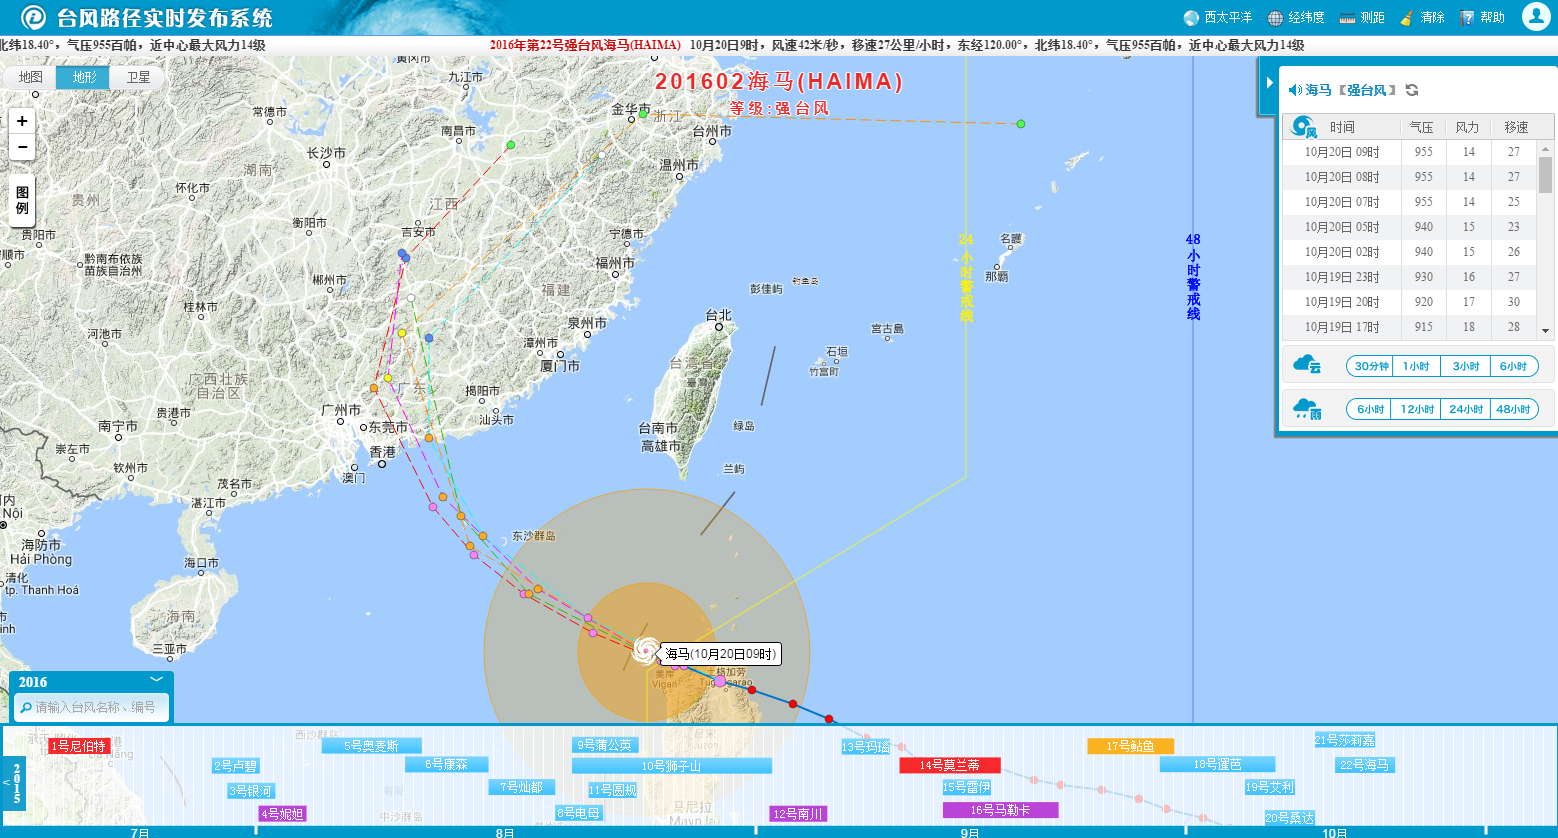 台风路径实时发布系统
西太平洋
经纬度
测距
清除
帮助
北纬18.40°，气压955百帕，近中心最大风力14级
2016年第22号强台风海马(HAIMA) 10月20日9时，风速42米/秒，移速27公里/小时，东经120.00°，北纬18.40°，气压955百帕，近中心最大风力14级
地图
地形
卫星
+
−
图例
201602海马(HAIMA)
等级:强台风
海马【强台风】
时间 气压 风力 移速
10月20日 09时 955 14 27
10月20日 08时 955 14 27
10月20日 07时 955 14 25
10月20日 05时 940 15 23
10月20日 02时 940 15 26
10月19日 23时 930 16 27
10月19日 20时 920 17 30
10月19日 17时 915 18 28
云
30分钟 1小时 3小时 6小时
雨
6小时 12小时 24小时 48小时
24小时警戒线
48小时警戒线
黄冈市
九江市
常德市
南昌市
长沙市
湖南
怀化市
贵州
江西
金华市
浙江
台州市
温州市
贵阳市
衡阳市
吉安市
宁德市
黔南布依族
苗族自治州
郴州市
福州市
福建
桂林市
泉州市
河池市
漳州市
厦门市
广西壮族
自治区
广东
揭阳市
贵港市
广州市
汕头市
南宁市
东莞市
崇左市
香港
钦州市
澳门
茂名市
湛江市
海口市
海南
三亚市
海防市
Hải Phòng
清化
tp. Thanh Hoá
东沙群岛
彭佳屿
钓鱼岛
台北
台湾省
臺灣
台南市
高雄市
绿岛
兰屿
宮古島
石垣
竹富町
名護
那覇
美岸
Vigan
土格加劳
海马(10月20日09时)
2016
请输入台风名称、编号
<
2015
1号尼伯特
2号卢碧
3号银河
4号妮妲
5号奥麦斯
6号康森
7号灿都
8号电母
9号蒲公英
10号狮子山
11号圆规
12号南川
13号玛瑙
14号莫兰蒂
15号雷伊
16号马勒卡
17号鲇鱼
18号暹芭
19号艾利
20号桑达
21号莎莉嘉
22号海马
西沙群岛
中沙群岛
南海
马尼拉
7月
8月
9月
10月